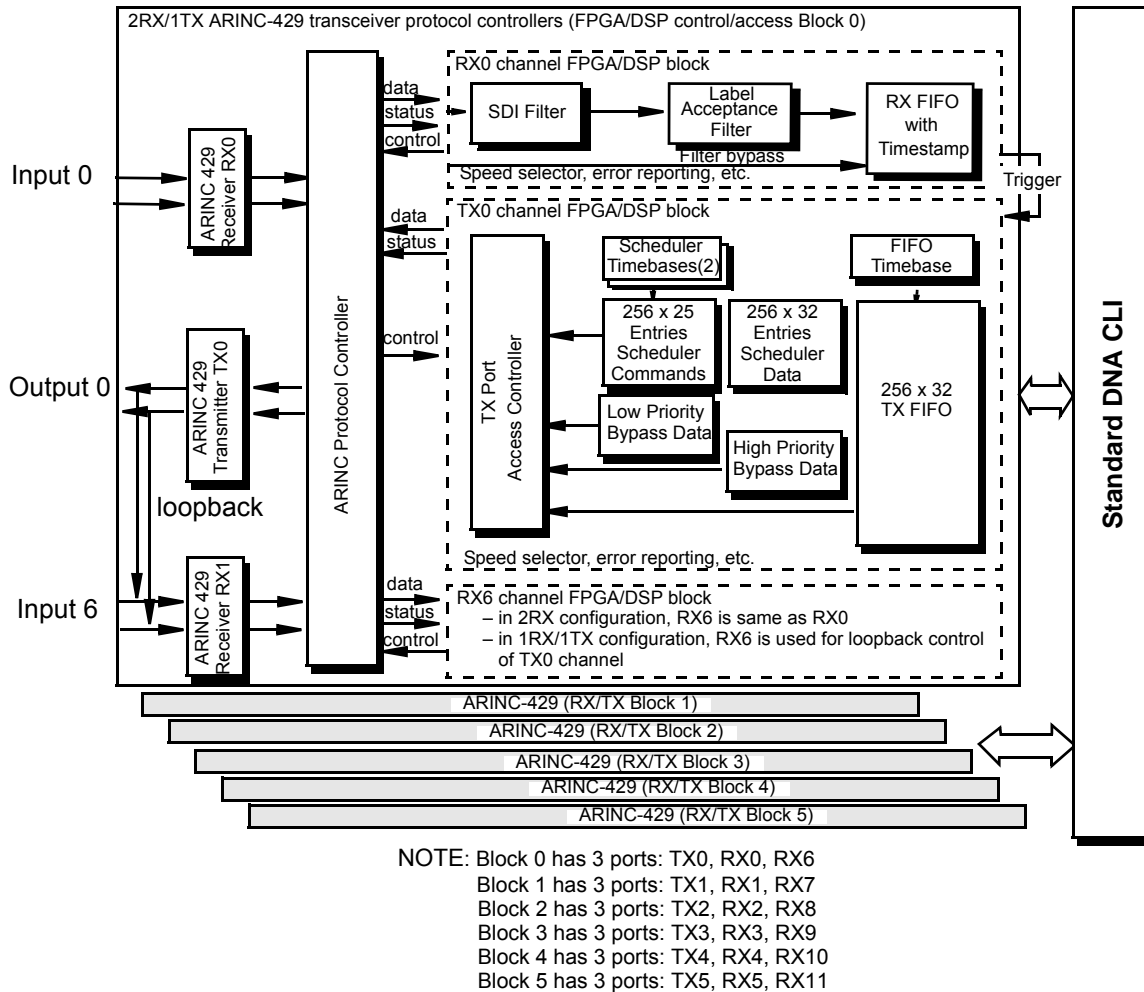 2RX/1TX ARINC-429 transceiver protocol controllers (FPGA/DSP control/access Block 0)
RX0 channel FPGA/DSP block
data
status
control
SDI Filter
Label
Acceptance
Filter
RX FIFO
with
Timestamp
Filter bypass
Speed selector, error reporting, etc.
Trigger
Input 0
ARINC 429
Receiver RX0
ARINC Protocol Controller
TX0 channel FPGA/DSP block
data
status
control
Scheduler
Timebases(2)
FIFO
Timebase
256 x 25
Entries
Scheduler
Commands
256 x 32
Entries
Scheduler
Data
256 x 32
TX FIFO
TX Port
Access Controller
Low Priority
Bypass Data
High Priority
Bypass Data
Speed selector, error reporting, etc.
Output 0
ARINC 429
Transmitter TX0
loopback
Input 6
ARINC 429
Receiver RX1
data
status
control
RX6 channel FPGA/DSP block
– in 2RX configuration, RX6 is same as RX0
– in 1RX/1TX configuration, RX6 is used for loopback control
of TX0 channel
Standard DNA CLI
ARINC-429 (RX/TX Block 1)
ARINC-429 (RX/TX Block 2)
ARINC-429 (RX/TX Block 3)
ARINC-429 (RX/TX Block 4)
ARINC-429 (RX/TX Block 5)
NOTE: Block 0 has 3 ports: TX0, RX0, RX6
Block 1 has 3 ports: TX1, RX1, RX7
Block 2 has 3 ports: TX2, RX2, RX8
Block 3 has 3 ports: TX3, RX3, RX9
Block 4 has 3 ports: TX4, RX4, RX10
Block 5 has 3 ports: TX5, RX5, RX11